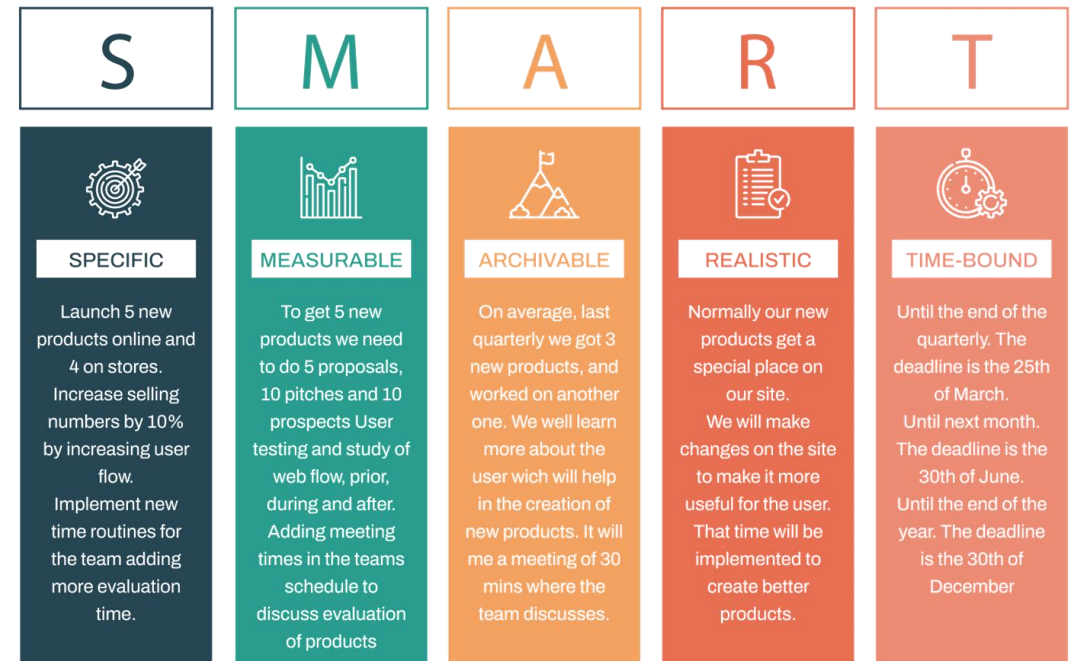 S
M
A
R
T
SPECIFIC
Launch 5 new
products online and
4 on stores.
Increase selling
numbers by 10%
by increasing user
flow.
Implement new
time routines for
the team adding
more evaluation
time.
MEASURABLE
To get 5 new
products we need
to do 5 proposals,
10 pitches and 10
prospects User
testing and study of
web flow, prior,
during and after.
Adding meeting
times in the teams
schedule to
discuss evaluation
of products
ARCHIVABLE
On average, last
quarterly we got 3
new products, and
worked on another
one. We well learn
more about the
user wich will help
in the creation of
new products. It will
me a meeting of 30
mins where the
team discusses.
REALISTIC
Normally our new
products get a
special place on
our site.
We will make
changes on the site
to make it more
useful for the user.
That time will be
implemented to
create better
products.
TIME-BOUND
Until the end of the
quarterly. The
deadline is the 25th
of March.
Until next month.
The deadline is the
30th of June.
Until the end of the
year. The deadline
is the 30th of
December